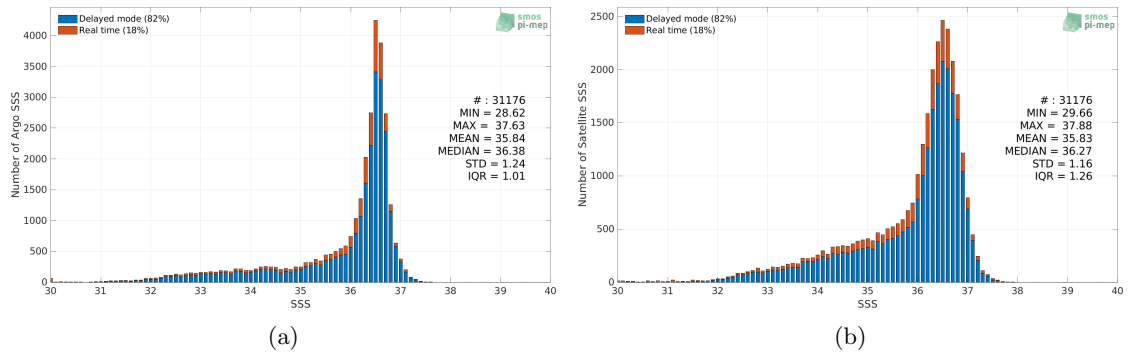 Delayed mode (82%)
Real time (18%)
smos
pi-mep
4000
3500
3000
2500
2000
1500
1000
500
0
Number of Argo SSS
# : 31176
MIN = 28.62
MAX = 37.63
MEAN = 35.84
MEDIAN = 36.38
STD = 1.24
IQR = 1.01
30 31 32 33 34 35 36 37 38 39 40
SSS
(a)
Delayed mode (82%)
Real time (18%)
smos
pi-mep
2500
2000
1500
1000
500
0
Number of Satellite SSS
# : 31176
MIN = 29.66
MAX = 37.88
MEAN = 35.83
MEDIAN = 36.27
STD = 1.16
IQR = 1.26
30 31 32 33 34 35 36 37 38 39 40
SSS
(b)